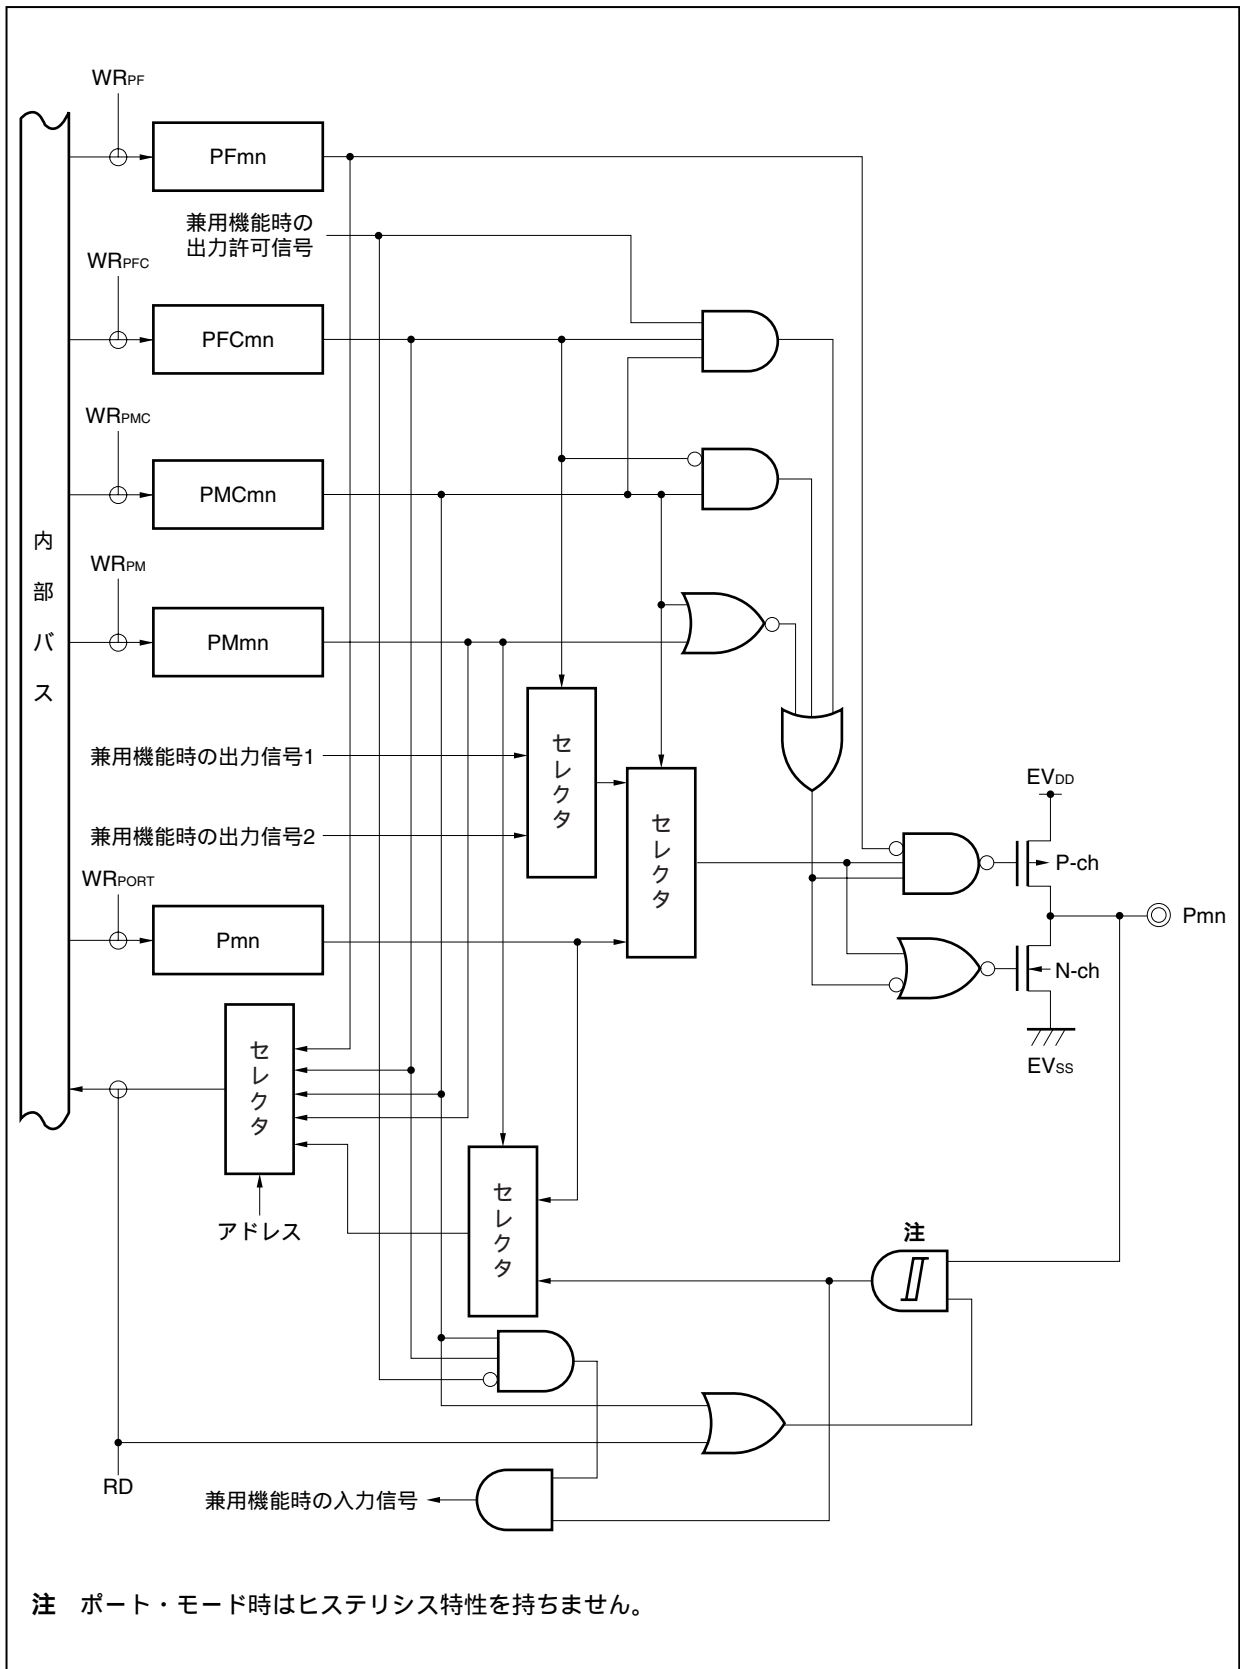 WRPF
PFmn
兼用機能時の
出力許可信号
WRPFC
PFCmn
WRPMC
PMCmn
内部バス
WRPM
PMmn
兼用機能時の出力信号1
セレクタ
兼用機能時の出力信号2
セレクタ
EVDD
P-ch
WRPORT
Pmn
Pmn
N-ch
EVSS
セレクタ
アドレス
セレクタ
注
RD
兼用機能時の入力信号
注 ポート・モード時はヒステリシス特性を持ちません。